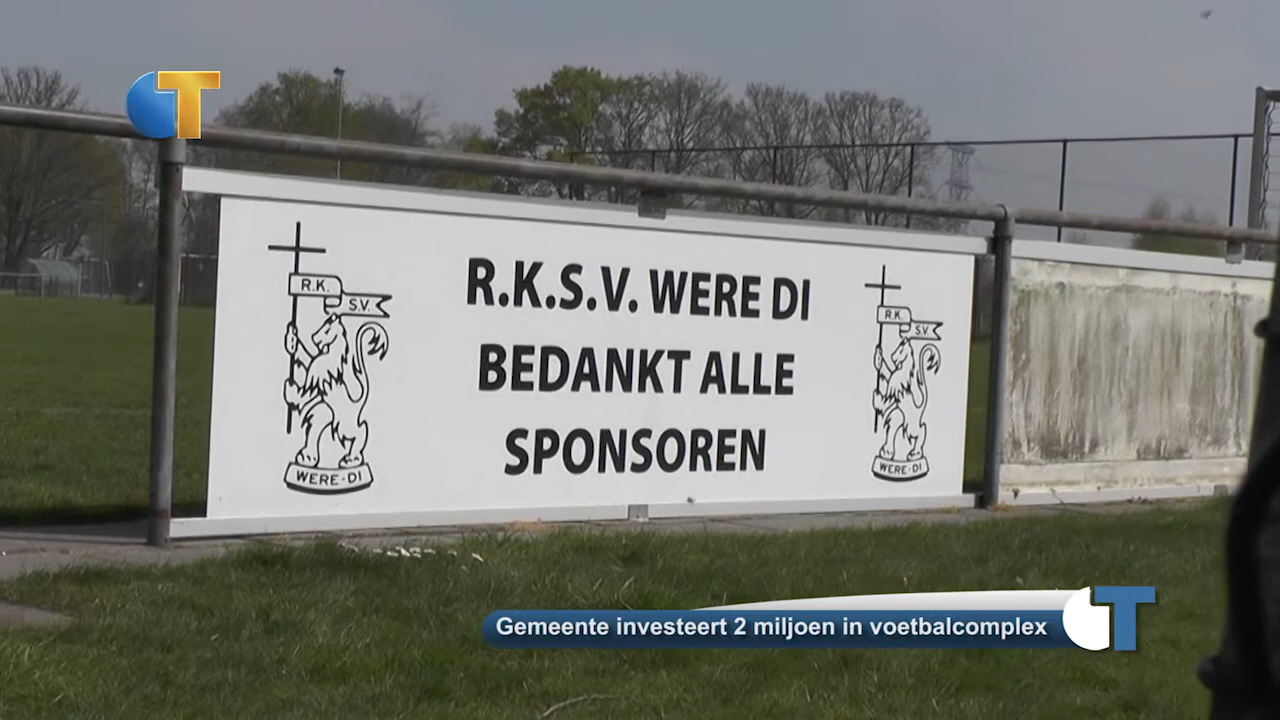 T
R.K.
S.V.
WERE-DI
R.K.S.V. WERE DI
BEDANKT ALLE
SPONSOREN
R.K.
S.V.
WERE-DI
Gemeente investeert 2 miljoen in voetbalcomplex
T